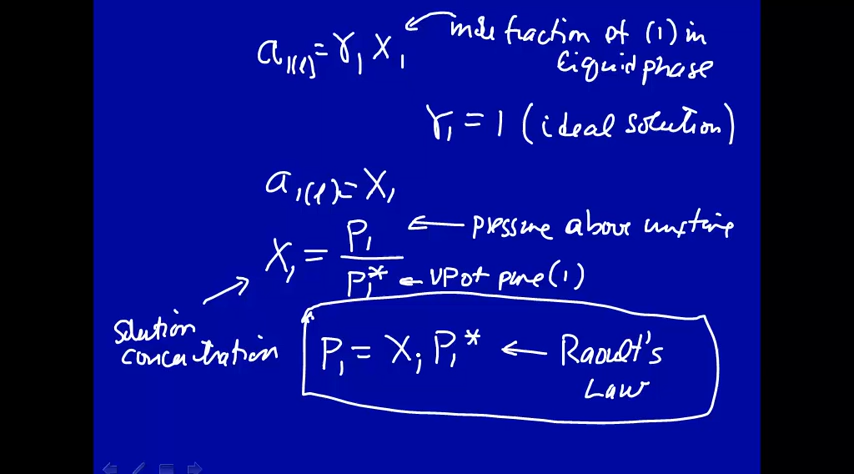 a₁(l) = γ₁ X₁ ← mole fraction of (1) in
liquid phase
γ₁ = 1 (ideal solution)
a₁(l) = X₁
X₁ = P₁ / P₁* ← pressure above mixture
← VP of pure (1)
solution
concentration
P₁ = X₁ P₁* ← Raoult's
Law